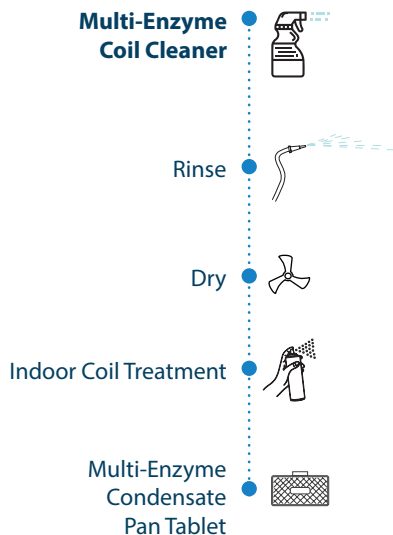 Multi-Enzyme
Coil Cleaner
Rinse
Dry
Indoor Coil Treatment
Multi-Enzyme
Condensate
Pan Tablet